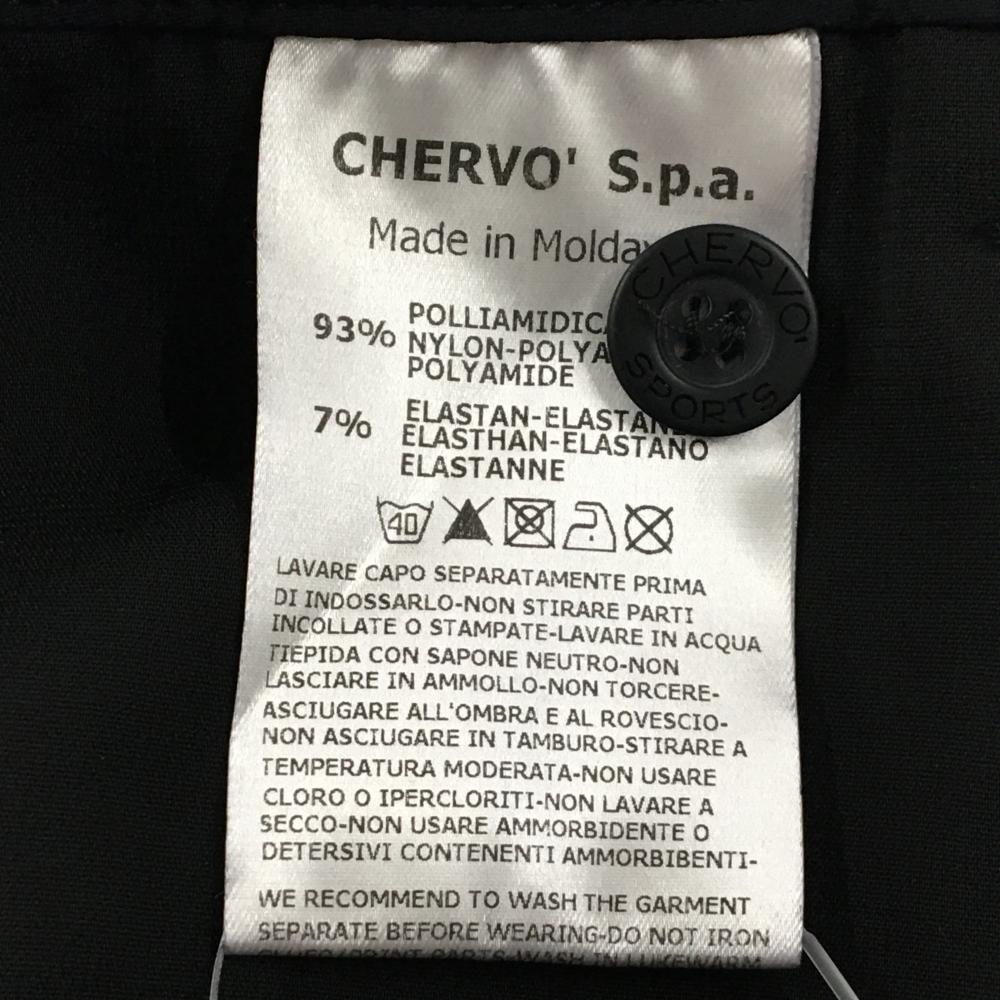 CHERVO' S.p.a.
Made in
93% POLLIAMIDICA
NYLON-POLYA
POLYAMIDE
7% ELASTAN-ELASTAN
ELASTHAN-ELASTANO
ELASTANNE
40
LAVARE CAPO SEPARATAMENTE PRIMA
DI INDOSSARLO-NON STIRARE PARTI
INCOLLATE O STAMPATE-LAVARE IN ACQUA
TIEPIDA CON SAPONE NEUTRO-NON
LASCIARE IN AMMOLLO-NON TORCERE-
ASCIUGARE ALL'OMBRA E AL ROVESCIO-
NON ASCIUGARE IN TAMBURO-STIRARE A
TEMPERATURA MODERATA-NON USARE
CLORO O IPERCLORITI-NON LAVARE A
SECCO-NON USARE AMMORBIDENTE O
DETERSIVI CONTENENTI AMMORBIBENTI-
WE RECOMMEND TO WASH THE GARMENT
SEPARATE BEFORE WEARING-DO NOT IRON
PARTS-WASH IN LUKEWARM
CHERVO'
SPORTS